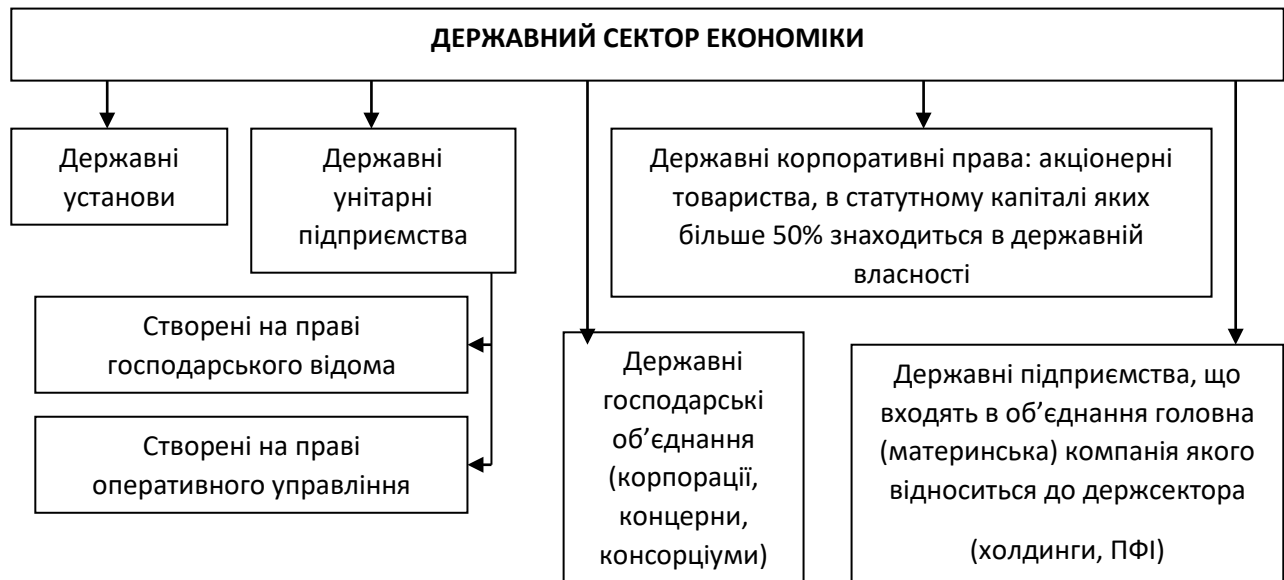 ДЕРЖАВНИЙ СЕКТОР ЕКОНОМІКИ
Державні
установи
Державні
унітарні
підприємства
Державні корпоративні права: акціонерні
товариства, в статутному капіталі яких
більше 50% знаходиться в державній
власності
Створені на праві
господарського відома
Створені на праві
оперативного управління
Державні
господарські
об’єднання
(корпорації,
концерни,
консорціуми)
Державні підприємства, що
входять в об’єднання головна
(материнська) компанія якого
відноситься до держсектора
(холдинги, ПФІ)